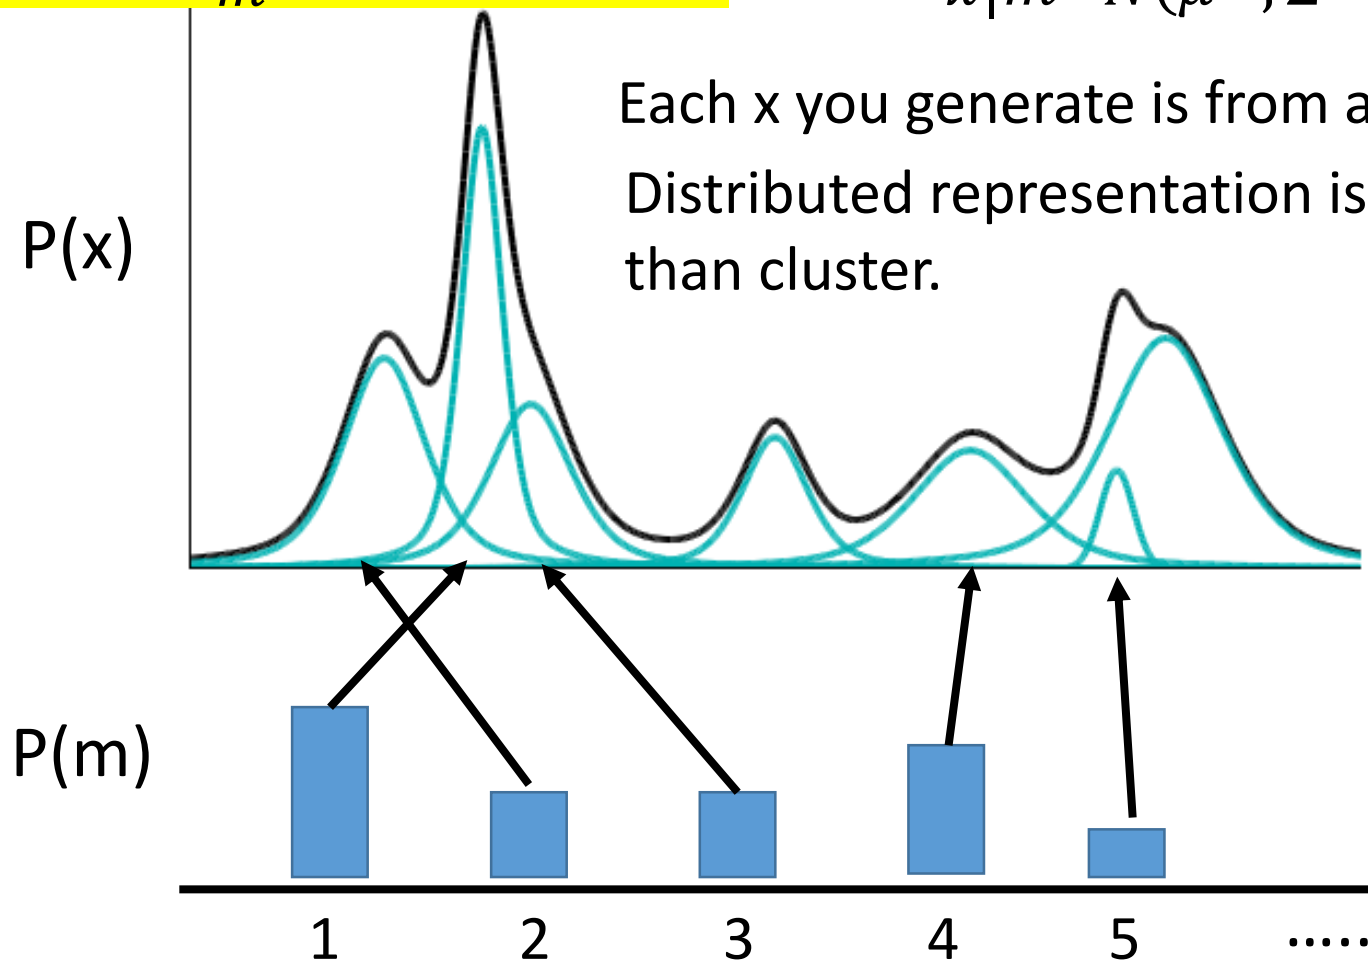 m
Each x you generate is from a
Distributed representation is
than cluster.
P(x)
P(m)
1 2 3 4 5 ·····